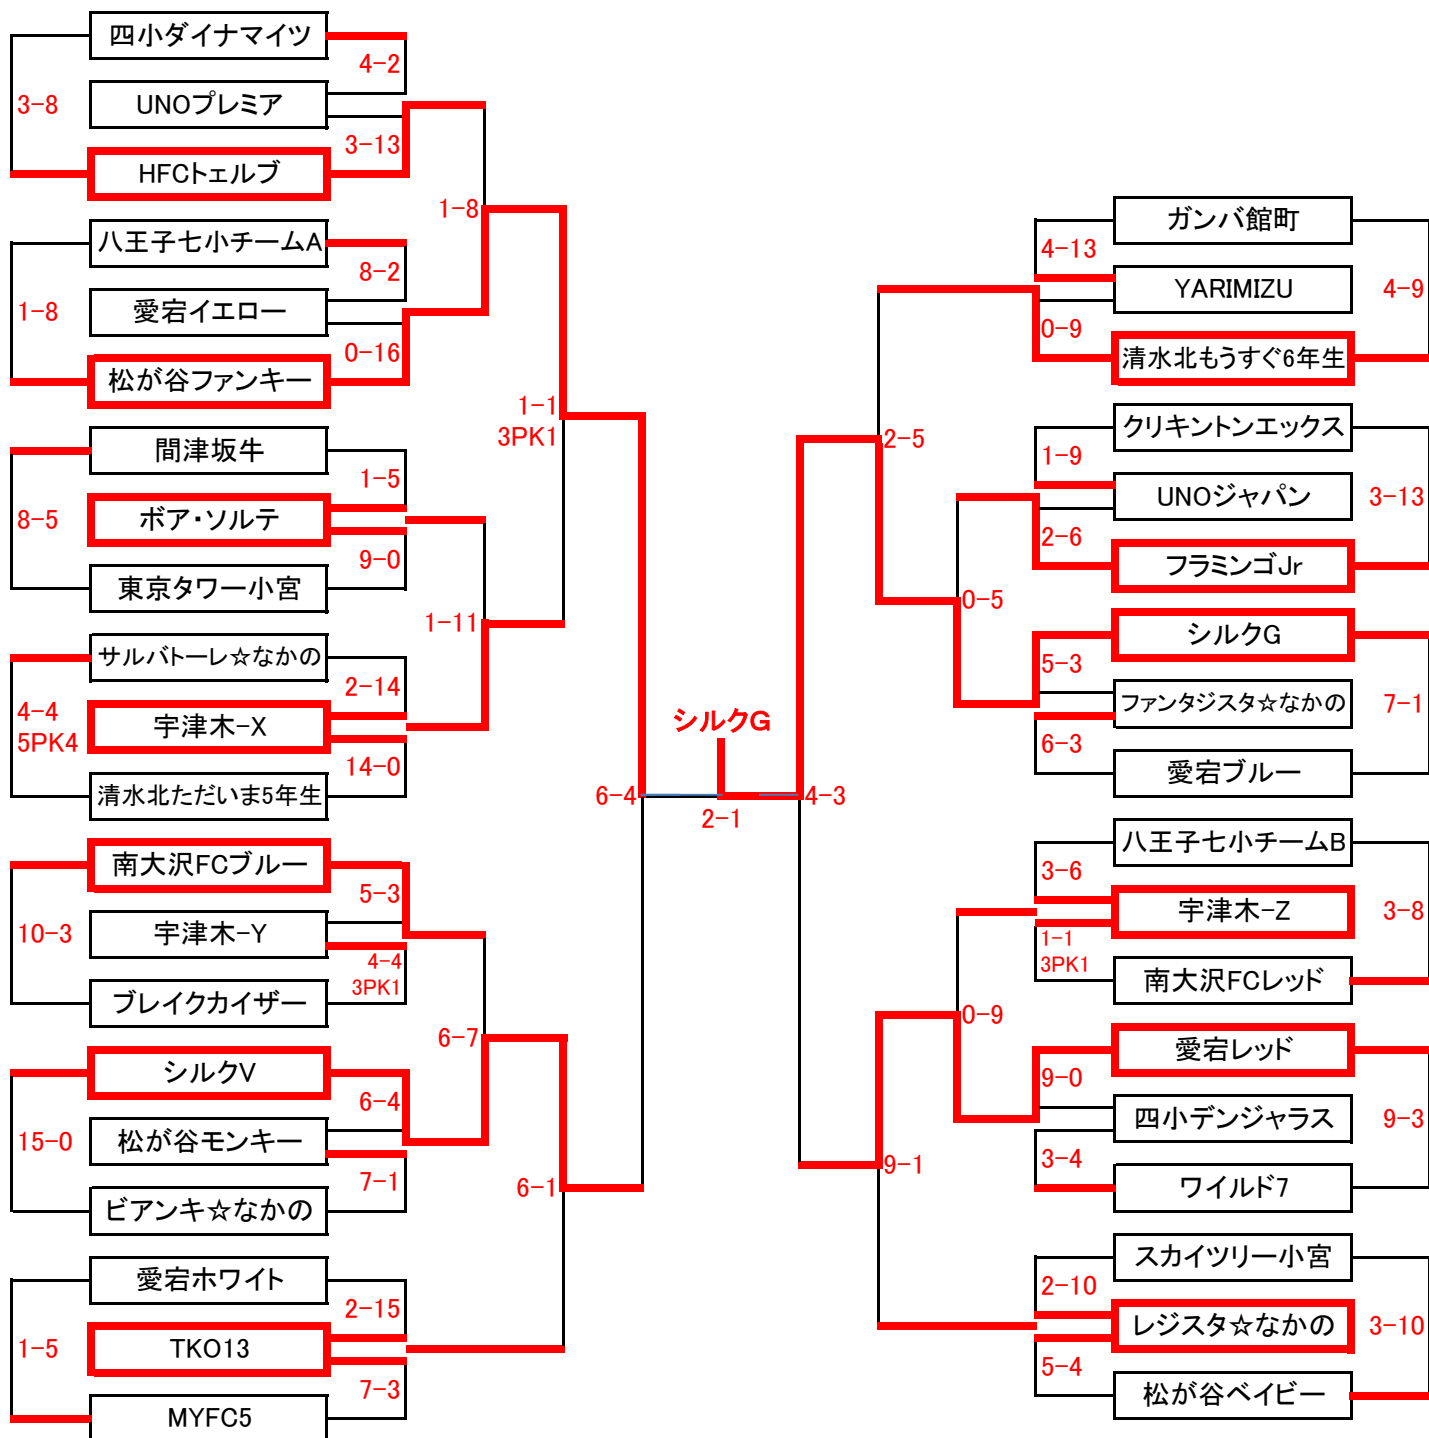 四小ダイナマイツ
4-2
3-8
UNOプレミア
3-13
HFCトェルブ
1-8
八王子七小チームA
8-2
1-8
愛宕イエロー
0-16
松が谷ファンキー
1-1
3PK1
間津坂牛
1-5
8-5
ボア・ソルテ
9-0
東京タワー小宮
1-11
サルバトーレ☆なかの
2-14
4-4
5PK4
宇津木-X
14-0
清水北ただいま5年生
6-4
南大沢FCブルー
5-3
10-3
宇津木-Y
4-4
3PK1
ブレイクカイザー
6-7
シルクV
6-4
15-0
松が谷モンキー
7-1
ビアンキ☆なかの
6-1
愛宕ホワイト
2-15
1-5
TKO13
7-3
MYFC5
シルクG
2-1
ガンバ館町
4-13
YARIMIZU
4-9
0-9
清水北もうすぐ6年生
2-5
クリキントンエックス
1-9
UNOジャパン
3-13
2-6
フラミンゴJr
0-5
シルクG
5-3
ファンタジスタ☆なかの
7-1
6-3
愛宕ブルー
4-3
八王子七小チームB
3-6
宇津木-Z
3-8
1-1
3PK1
南大沢FCレッド
0-9
愛宕レッド
9-0
四小デンジャラス
9-3
3-4
ワイルド7
9-1
スカイツリー小宮
2-10
レジスタ☆なかの
3-10
5-4
松が谷ベイビー